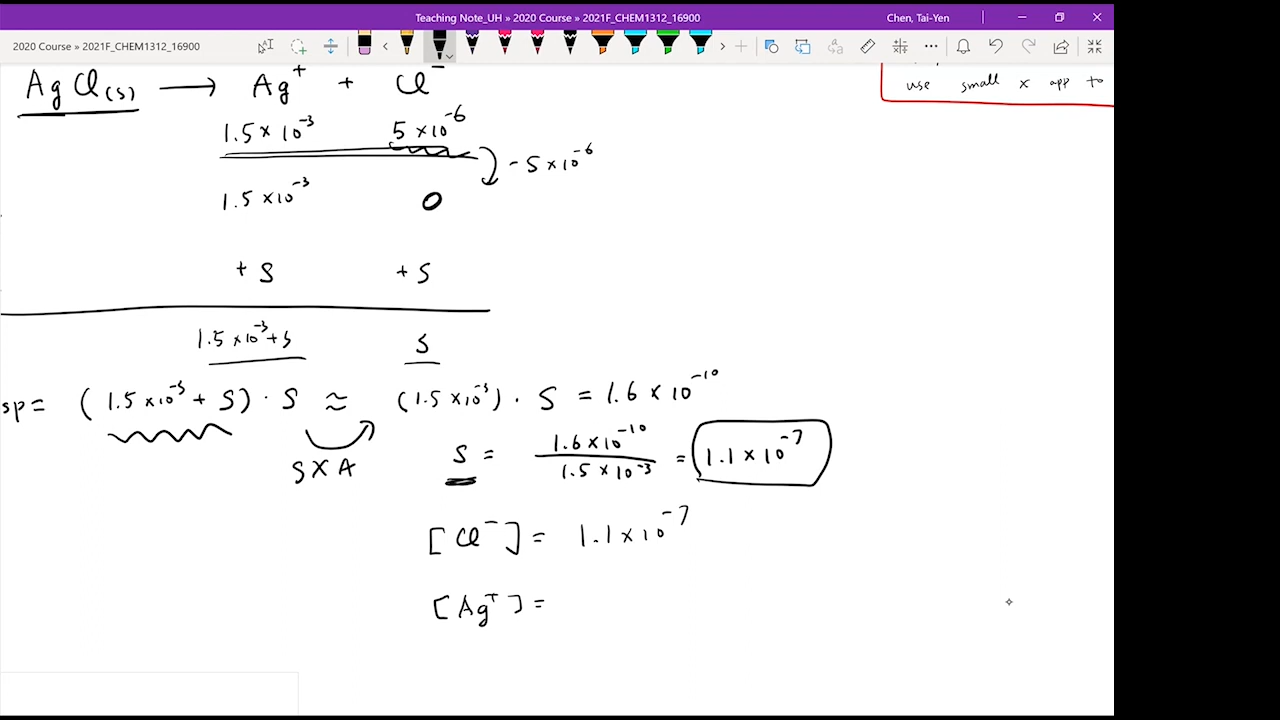 Teaching Note_UH » 2020 Course » 2021F_CHEM1312_16900
Chen, Tai-Yen
2020 Course » 2021F_CHEM1312_16900
use small x app to
AgCl(s) → Ag⁺ + Cl⁻
1.5 × 10⁻³ 5 × 10⁻⁶
- 5 × 10⁻⁶
1.5 × 10⁻³ 0
+ S + S
1.5 × 10⁻³ + S S
sp = (1.5 × 10⁻³ + S) · S ≈ (1.5 × 10⁻³) · S = 1.6 × 10⁻¹⁰
S X A
S = 1.6 × 10⁻¹⁰ / 1.5 × 10⁻³ = 1.1 × 10⁻⁷
[Cl⁻] = 1.1 × 10⁻⁷
[Ag⁺] =